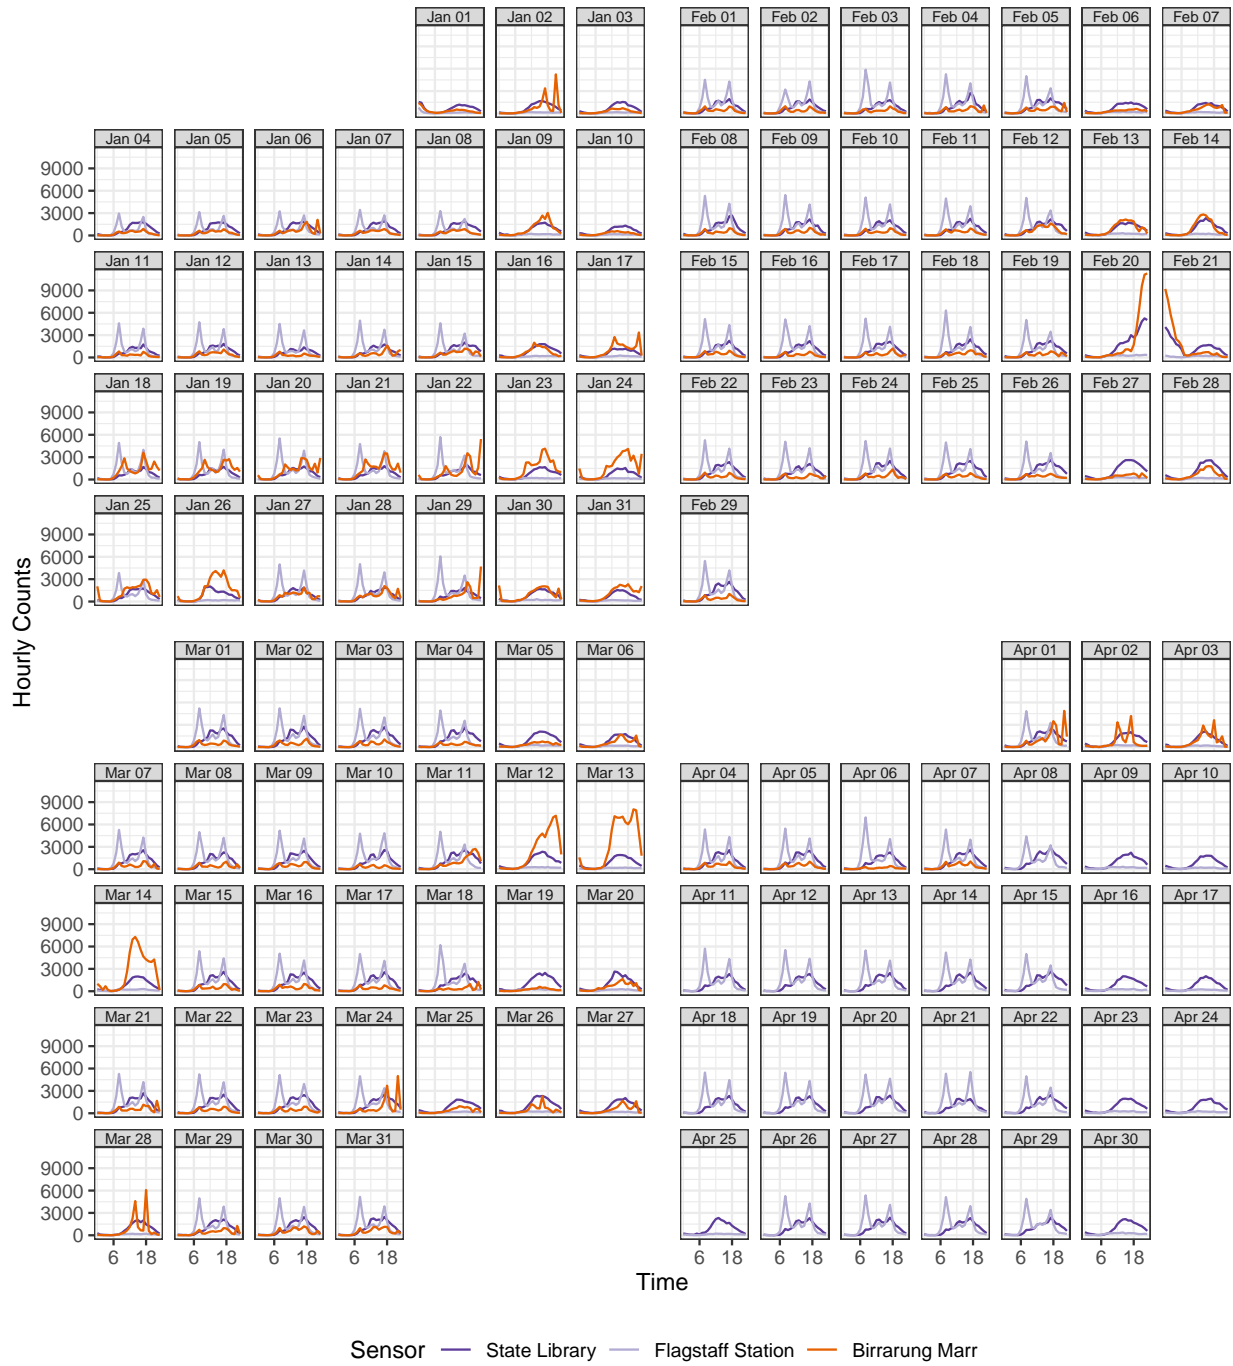 Jan 01 Jan 02 Jan 03 Feb 01 Feb 02 Feb 03 Feb 04 Feb 05 Feb 06 Feb 07
Jan 04 Jan 05 Jan 06 Jan 07 Jan 08 Jan 09 Jan 10 Feb 08 Feb 09 Feb 10 Feb 11 Feb 12 Feb 13 Feb 14
9000
6000
3000
0
Jan 11 Jan 12 Jan 13 Jan 14 Jan 15 Jan 16 Jan 17 Feb 15 Feb 16 Feb 17 Feb 18 Feb 19 Feb 20 Feb 21
9000
6000
3000
0
Jan 18 Jan 19 Jan 20 Jan 21 Jan 22 Jan 23 Jan 24 Feb 22 Feb 23 Feb 24 Feb 25 Feb 26 Feb 27 Feb 28
9000
6000
3000
0
Jan 25 Jan 26 Jan 27 Jan 28 Jan 29 Jan 30 Jan 31 Feb 29
9000
6000
3000
0
Hourly Counts
Mar 01 Mar 02 Mar 03 Mar 04 Mar 05 Mar 06 Apr 01 Apr 02 Apr 03
Mar 07 Mar 08 Mar 09 Mar 10 Mar 11 Mar 12 Mar 13 Apr 04 Apr 05 Apr 06 Apr 07 Apr 08 Apr 09 Apr 10
9000
6000
3000
0
Mar 14 Mar 15 Mar 16 Mar 17 Mar 18 Mar 19 Mar 20 Apr 11 Apr 12 Apr 13 Apr 14 Apr 15 Apr 16 Apr 17
9000
6000
3000
0
Mar 21 Mar 22 Mar 23 Mar 24 Mar 25 Mar 26 Mar 27 Apr 18 Apr 19 Apr 20 Apr 21 Apr 22 Apr 23 Apr 24
9000
6000
3000
0
Mar 28 Mar 29 Mar 30 Mar 31 Apr 25 Apr 26 Apr 27 Apr 28 Apr 29 Apr 30
9000
6000
3000
0
6 18 6 18 6 18 6 18 6 18 6 18 6 18 6 18 6 18 6 18
Time
Sensor State Library Flagstaff Station Birrarung Marr